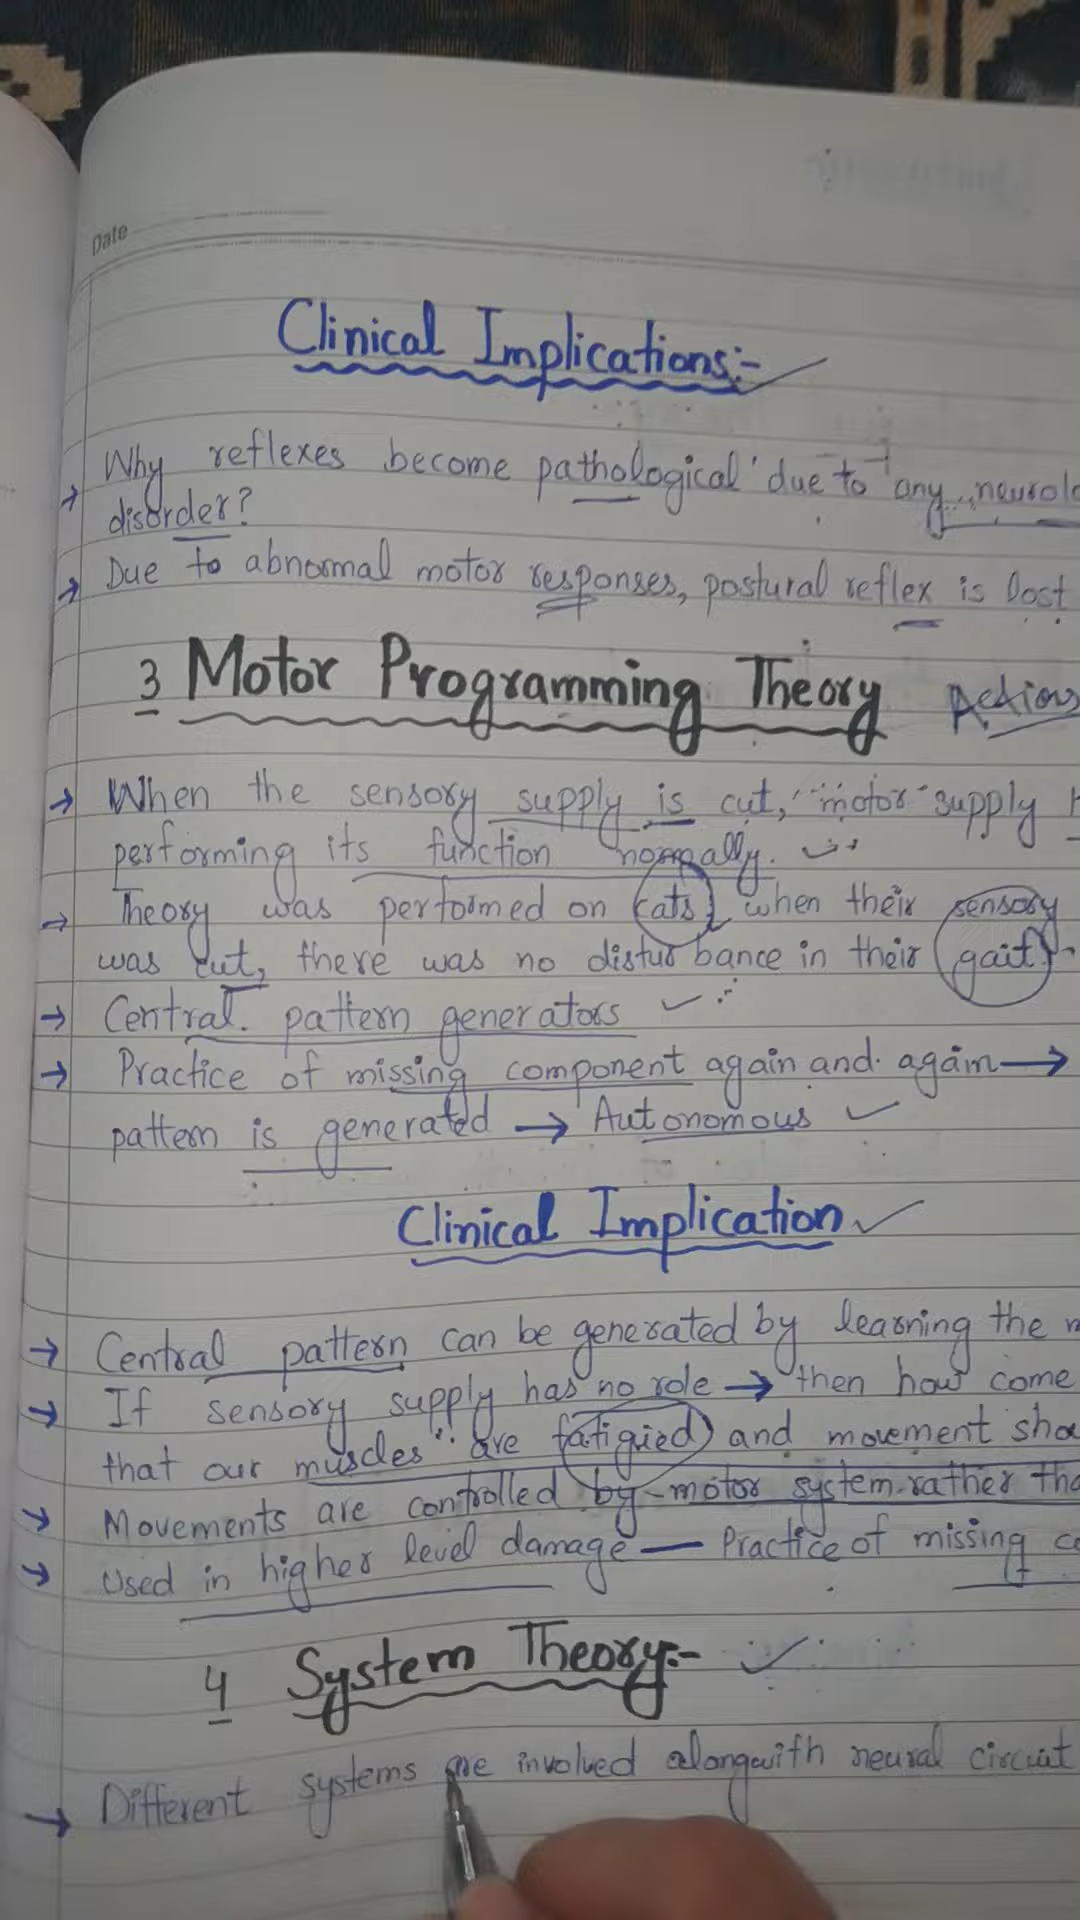 Date
Clinical Implications:-
→ Why reflexes become pathological due to any neurolo
disorder?
→ Due to abnormal motor responses, postural reflex is lost
3 Motor Programming Theory Actions
→ When the sensory supply is cut, motor supply
performing its function normally.
→ Theory was performed on cats, when their sensory
was cut, there was no disturbance in their gait.
→ Central pattern generators
→ Practice of missing component again and again →
pattern is generated → Autonomous
Clinical Implication
→ Central pattern can be generated by learning the
→ If sensory supply has no role → then how come
that our muscles are fatigued and movement sho
→ Movements are controlled by motor system rather tha
→ Used in higher level damage — Practice of missing co
4 System Theory:-
→ Different systems are involved alongwith neural circuit